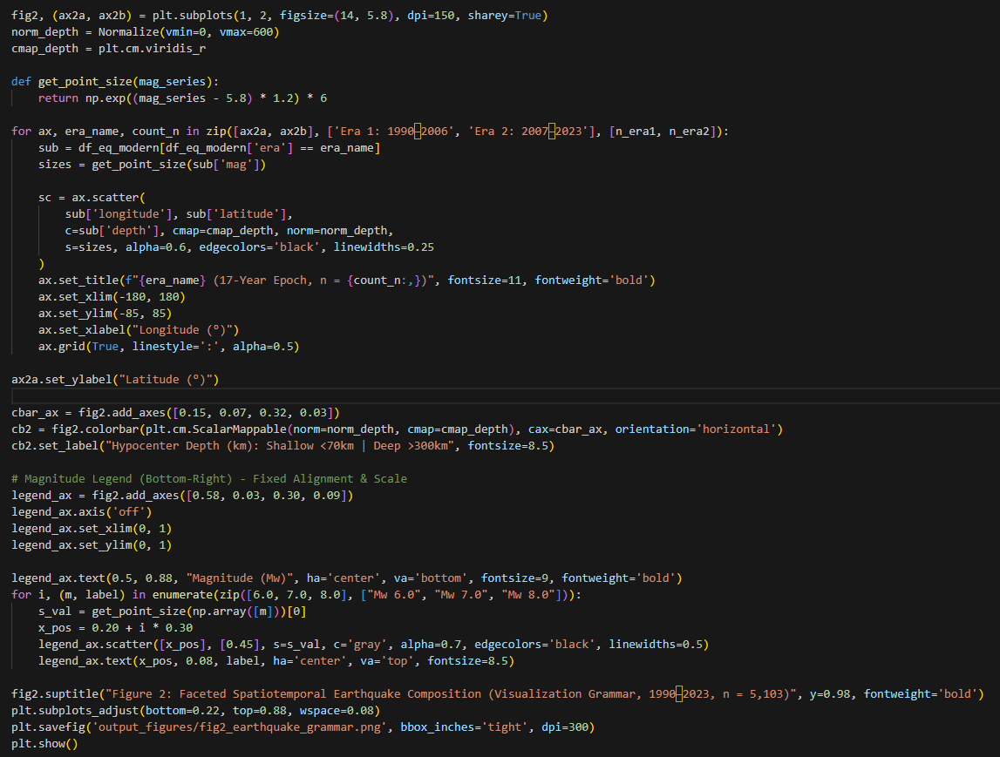 fig2, (ax2a, ax2b) = plt.subplots(1, 2, figsize=(14, 5.8), dpi=150, sharey=True)
norm_depth = Normalize(vmin=0, vmax=600)
cmap_depth = plt.cm.viridis_r

def get_point_size(mag_series):
    return np.exp((mag_series - 5.8) * 1.2) * 6

for ax, era_name, count_n in zip([ax2a, ax2b], ['Era 1: 1990–2006', 'Era 2: 2007–2023'], [n_era1, n_era2]):
    sub = df_eq_modern[df_eq_modern['era'] == era_name]
    sizes = get_point_size(sub['mag'])

    sc = ax.scatter(
        sub['longitude'], sub['latitude'],
        c=sub['depth'], cmap=cmap_depth, norm=norm_depth,
        s=sizes, alpha=0.6, edgecolors='black', linewidths=0.25
    )
    ax.set_title(f"{era_name} (17-Year Epoch, n = {count_n:,})", fontsize=11, fontweight='bold')
    ax.set_xlim(-180, 180)
    ax.set_ylim(-85, 85)
    ax.set_xlabel("Longitude (°)")
    ax.grid(True, linestyle=':', alpha=0.5)

ax2a.set_ylabel("Latitude (°)")

cbar_ax = fig2.add_axes([0.15, 0.07, 0.32, 0.03])
cb2 = fig2.colorbar(plt.cm.ScalarMappable(norm=norm_depth, cmap=cmap_depth), cax=cbar_ax, orientation='horizontal')
cb2.set_label("Hypocenter Depth (km): Shallow <70km | Deep >300km", fontsize=8.5)

# Magnitude Legend (Bottom-Right) - Fixed Alignment & Scale
legend_ax = fig2.add_axes([0.58, 0.03, 0.30, 0.09])
legend_ax.axis('off')
legend_ax.set_xlim(0, 1)
legend_ax.set_ylim(0, 1)

legend_ax.text(0.5, 0.88, "Magnitude (Mw)", ha='center', va='bottom', fontsize=9, fontweight='bold')
for i, (m, label) in enumerate(zip([6.0, 7.0, 8.0], ["Mw 6.0", "Mw 7.0", "Mw 8.0"])):
    s_val = get_point_size(np.array([m]))[0]
    x_pos = 0.20 + i * 0.30
    legend_ax.scatter([x_pos], [0.45], s=s_val, c='gray', alpha=0.7, edgecolors='black', linewidths=0.5)
    legend_ax.text(x_pos, 0.08, label, ha='center', va='top', fontsize=8.5)

fig2.suptitle("Figure 2: Faceted Spatiotemporal Earthquake Composition (Visualization Grammar, 1990–2023, n = 5,103)", y=0.98, fontweight='bold')
plt.subplots_adjust(bottom=0.22, top=0.88, wspace=0.08)
plt.savefig('output_figures/fig2_earthquake_grammar.png', bbox_inches='tight', dpi=300)
plt.show()